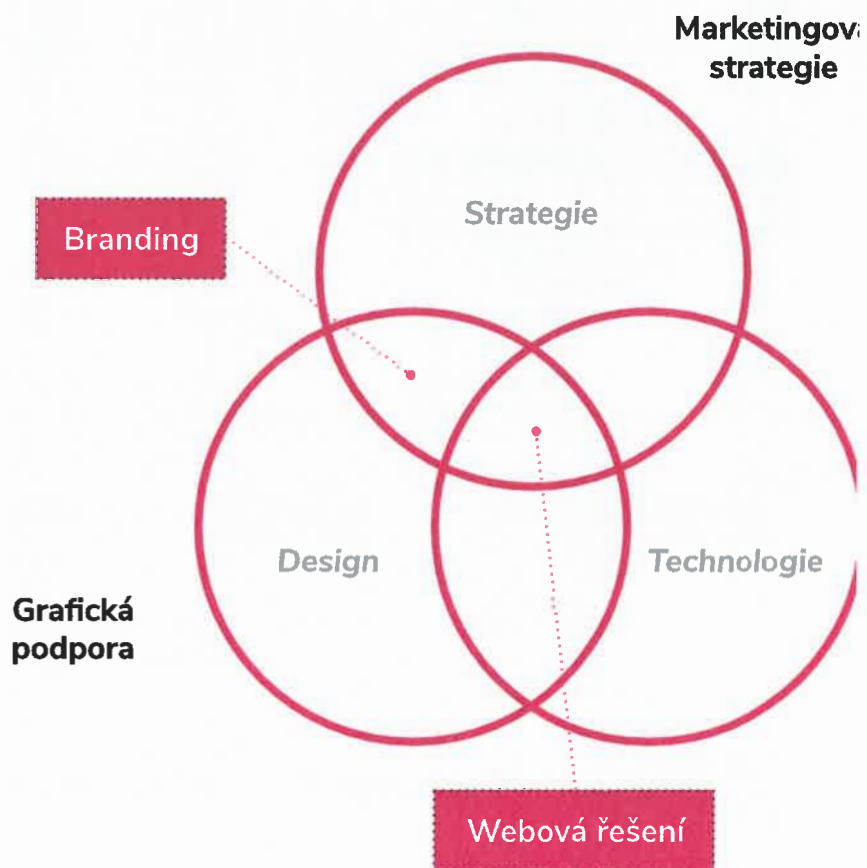 Marketingov
strategie
Strategie
Branding
Design
Technologie
Grafická
podpora
Webová řešení